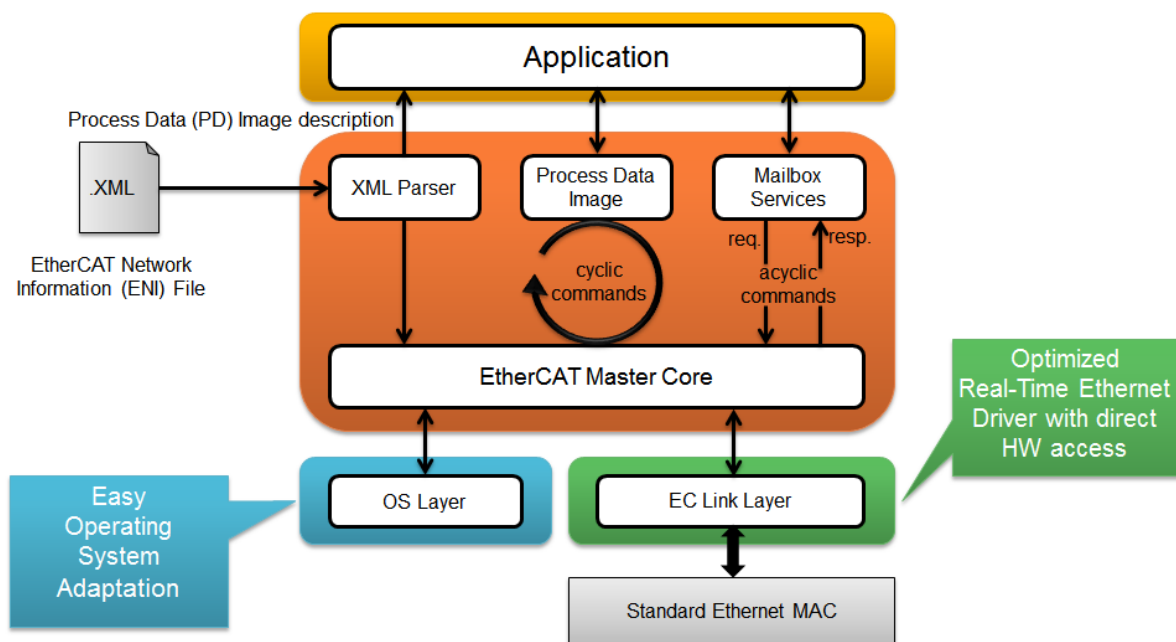 Application
Process Data (PD) Image description
.XML
XML Parser
Process Data
Image
Mailbox
Services
req.
resp.
EtherCAT Network
Information (ENI) File
cyclic
commands
acyclic
commands
EtherCAT Master Core
Optimized
Real-Time Ethernet
Driver with direct
HW access
Easy
Operating
System
Adaptation
OS Layer
EC Link Layer
Standard Ethernet MAC